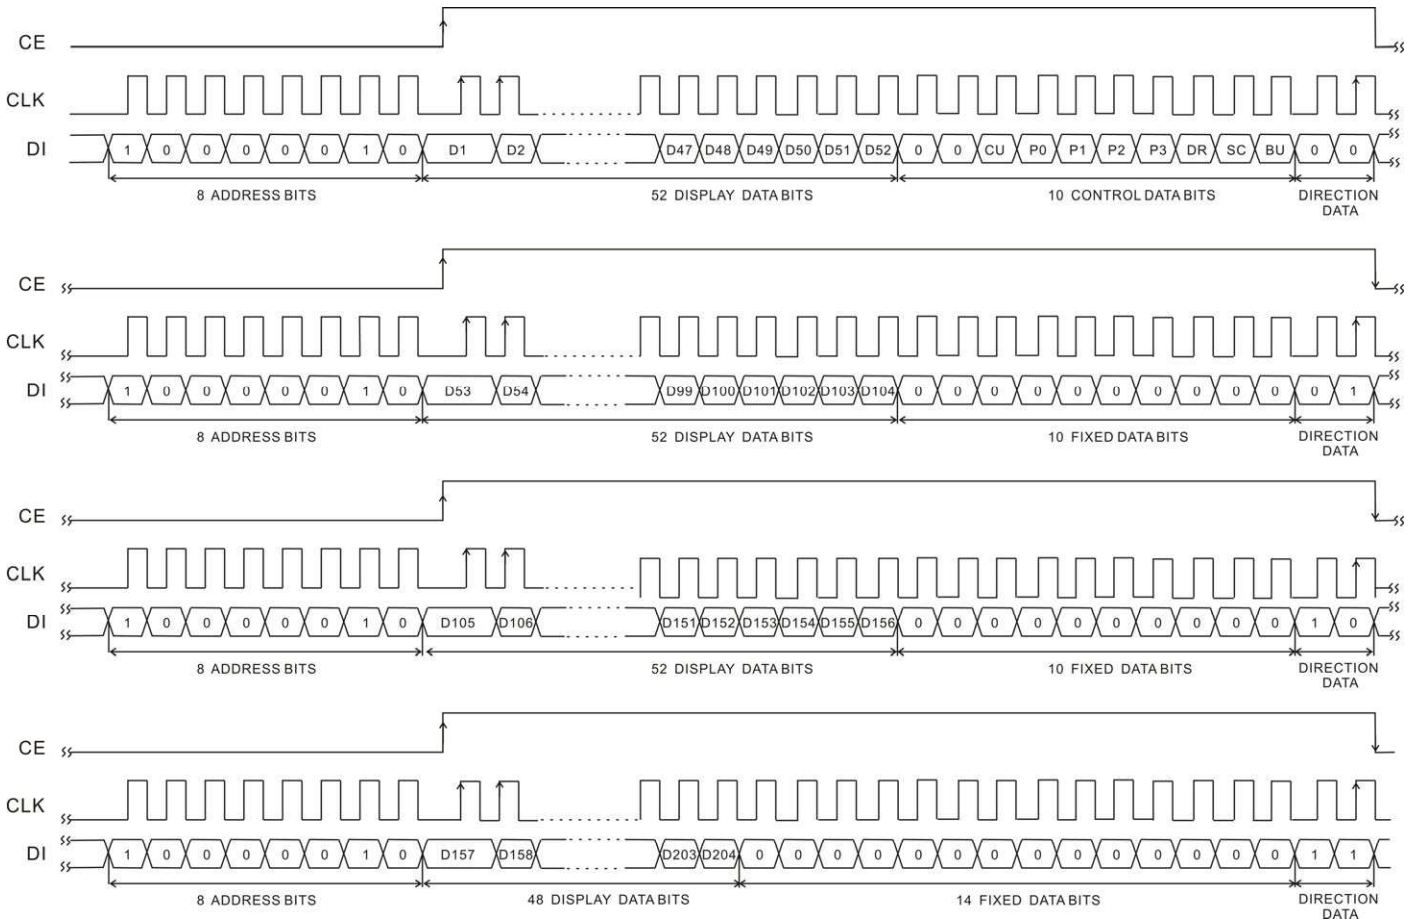 CE
CLK
DI 1 0 0 0 0 0 1 0 D1 D2 D47 D48 D49 D50 D51 D52 0 0 CU P0 P1 P2 P3 DR SC BU 0 0
8 ADDRESS BITS 52 DISPLAY DATA BITS 10 CONTROL DATA BITS DIRECTION
DATA
CE
CLK
DI 1 0 0 0 0 0 1 0 D53 D54 D99 D100 D101 D102 D103 D104 0 0 0 0 0 0 0 0 0 0 0 1
8 ADDRESS BITS 52 DISPLAY DATA BITS 10 FIXED DATA BITS DIRECTION
DATA
CE
CLK
DI 1 0 0 0 0 0 1 0 D105 D106 D151 D152 D153 D154 D155 D156 0 0 0 0 0 0 0 0 0 0 1 0
8 ADDRESS BITS 52 DISPLAY DATA BITS 10 FIXED DATA BITS DIRECTION
DATA
CE
CLK
DI 1 0 0 0 0 0 1 0 D157 D158 D203 D204 0 0 0 0 0 0 0 0 0 0 0 0 0 0 1 1
8 ADDRESS BITS 48 DISPLAY DATA BITS 14 FIXED DATA BITS DIRECTION
DATA